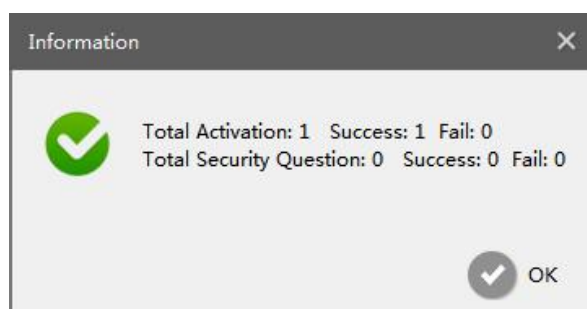 Information
Total Activation: 1 Success: 1 Fail: 0
Total Security Question: 0 Success: 0 Fail: 0
OK